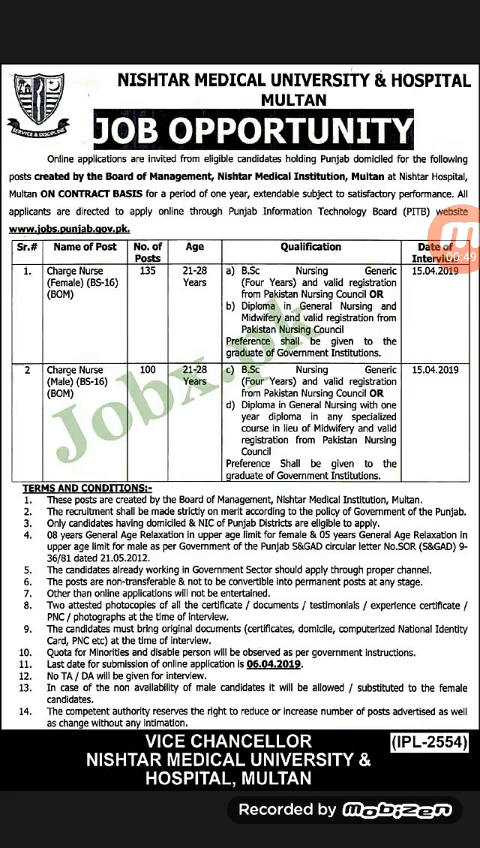 NISHTAR MEDICAL UNIVERSITY & HOSPITAL
MULTAN
SERVICE & DISCIPLINE
JOB OPPORTUNITY
Online applications are invited from eligible candidates holding Punjab domiciled for the following
posts created by the Board of Management, Nishtar Medical Institution, Multan at Nishtar Hospital,
Multan ON CONTRACT BASIS for a period of one year, extendable subject to satisfactory performance. All
applicants are directed to apply online through Punjab Information Technology Board (PITB) website
www.jobs.punjab.gov.pk.
Sr.# Name of Post No. of Posts Age Qualification Date of Interview
00:49
1. Charge Nurse (Female) (BS-16) (BOM) 135 21-28 Years 15.04.2019
a) B.Sc Nursing Generic
(Four Years) and valid registration
from Pakistan Nursing Council OR
b) Diploma in General Nursing and
Midwifery and valid registration from
Pakistan Nursing Council
Preference shall be given to the
graduate of Government Institutions.
2 Charge Nurse (Male) (BS-16) (BOM) 100 21-28 Years 15.04.2019
c) B.Sc Nursing Generic
(Four Years) and valid registration
from Pakistan Nursing Council OR
d) Diploma in General Nursing with one
year diploma in any specialized
course in lieu of Midwifery and valid
registration from Pakistan Nursing
Council
Preference Shall be given to the
graduate of Government Institutions.
Jobx.pk
TERMS AND CONDITIONS:-
1. These posts are created by the Board of Management, Nishtar Medical Institution, Multan.
2. The recruitment shall be made strictly on merit according to the policy of Government of the Punjab.
3. Only candidates having domiciled & NIC of Punjab Districts are eligible to apply.
4. 08 years General Age Relaxation in upper age limit for female & 05 years General Age Relaxation in
upper age limit for male as per Government of the Punjab S&GAD circular letter No.SOR (S&GAD) 9-
36/81 dated 21.05.2012.
5. The candidates already working in Government Sector should apply through proper channel.
6. The posts are non-transferable & not to be convertible into permanent posts at any stage.
7. Other than online applications will not be entertained.
8. Two attested photocopies of all the certificate / documents / testimonials / experience certificate /
PNC / photographs at the time of interview.
9. The candidates must bring original documents (certificates, domicile, computerized National Identity
Card, PNC etc) at the time of interview.
10. Quota for Minorities and disable person will be observed as per government instructions.
11. Last date for submission of online application is 06.04.2019.
12. No TA / DA will be given for interview.
13. In case of the non availability of male candidates it will be allowed / substituted to the female
candidates.
14. The competent authority reserves the right to reduce or increase number of posts advertised as well
as change without any intimation.
VICE CHANCELLOR
(IPL-2554)
NISHTAR MEDICAL UNIVERSITY &
HOSPITAL, MULTAN
Recorded by mobizen